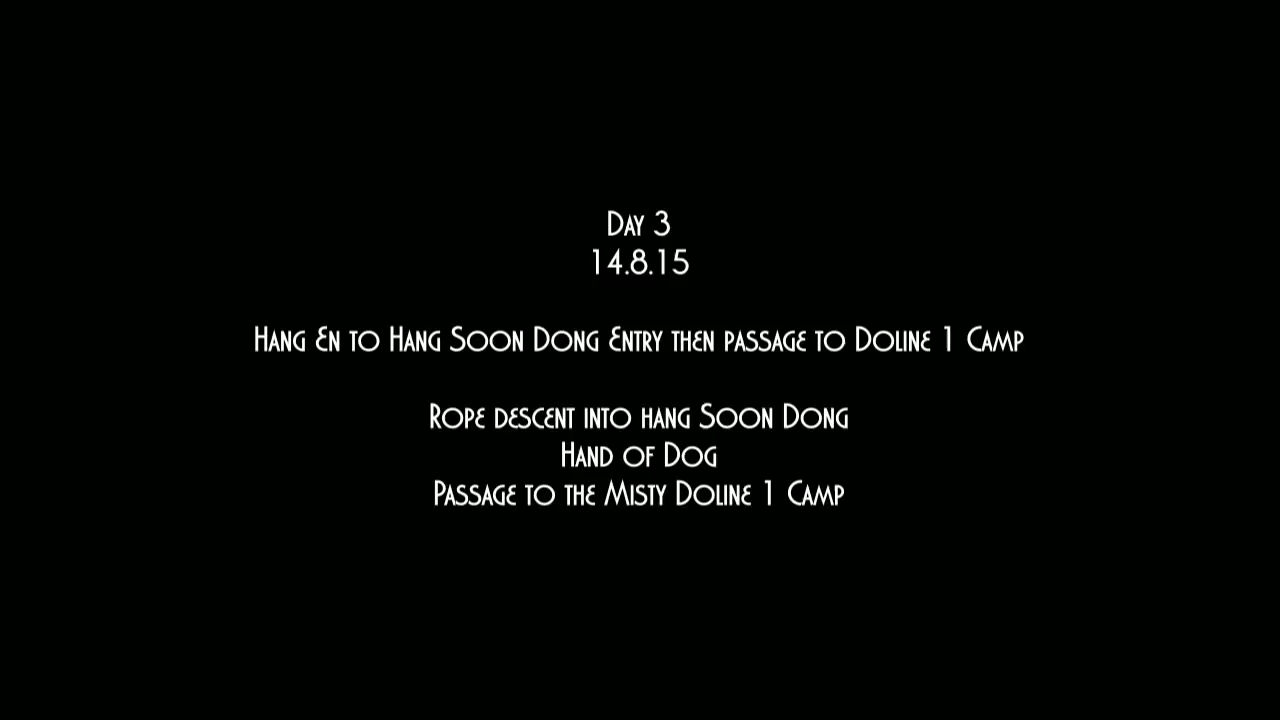 Day 3
14.8.15
Hang En to Hang Soon Dong Entry then passage to Doline 1 Camp
Rope descent into hang Soon Dong
Hand of Dog
Passage to the Misty Doline 1 Camp